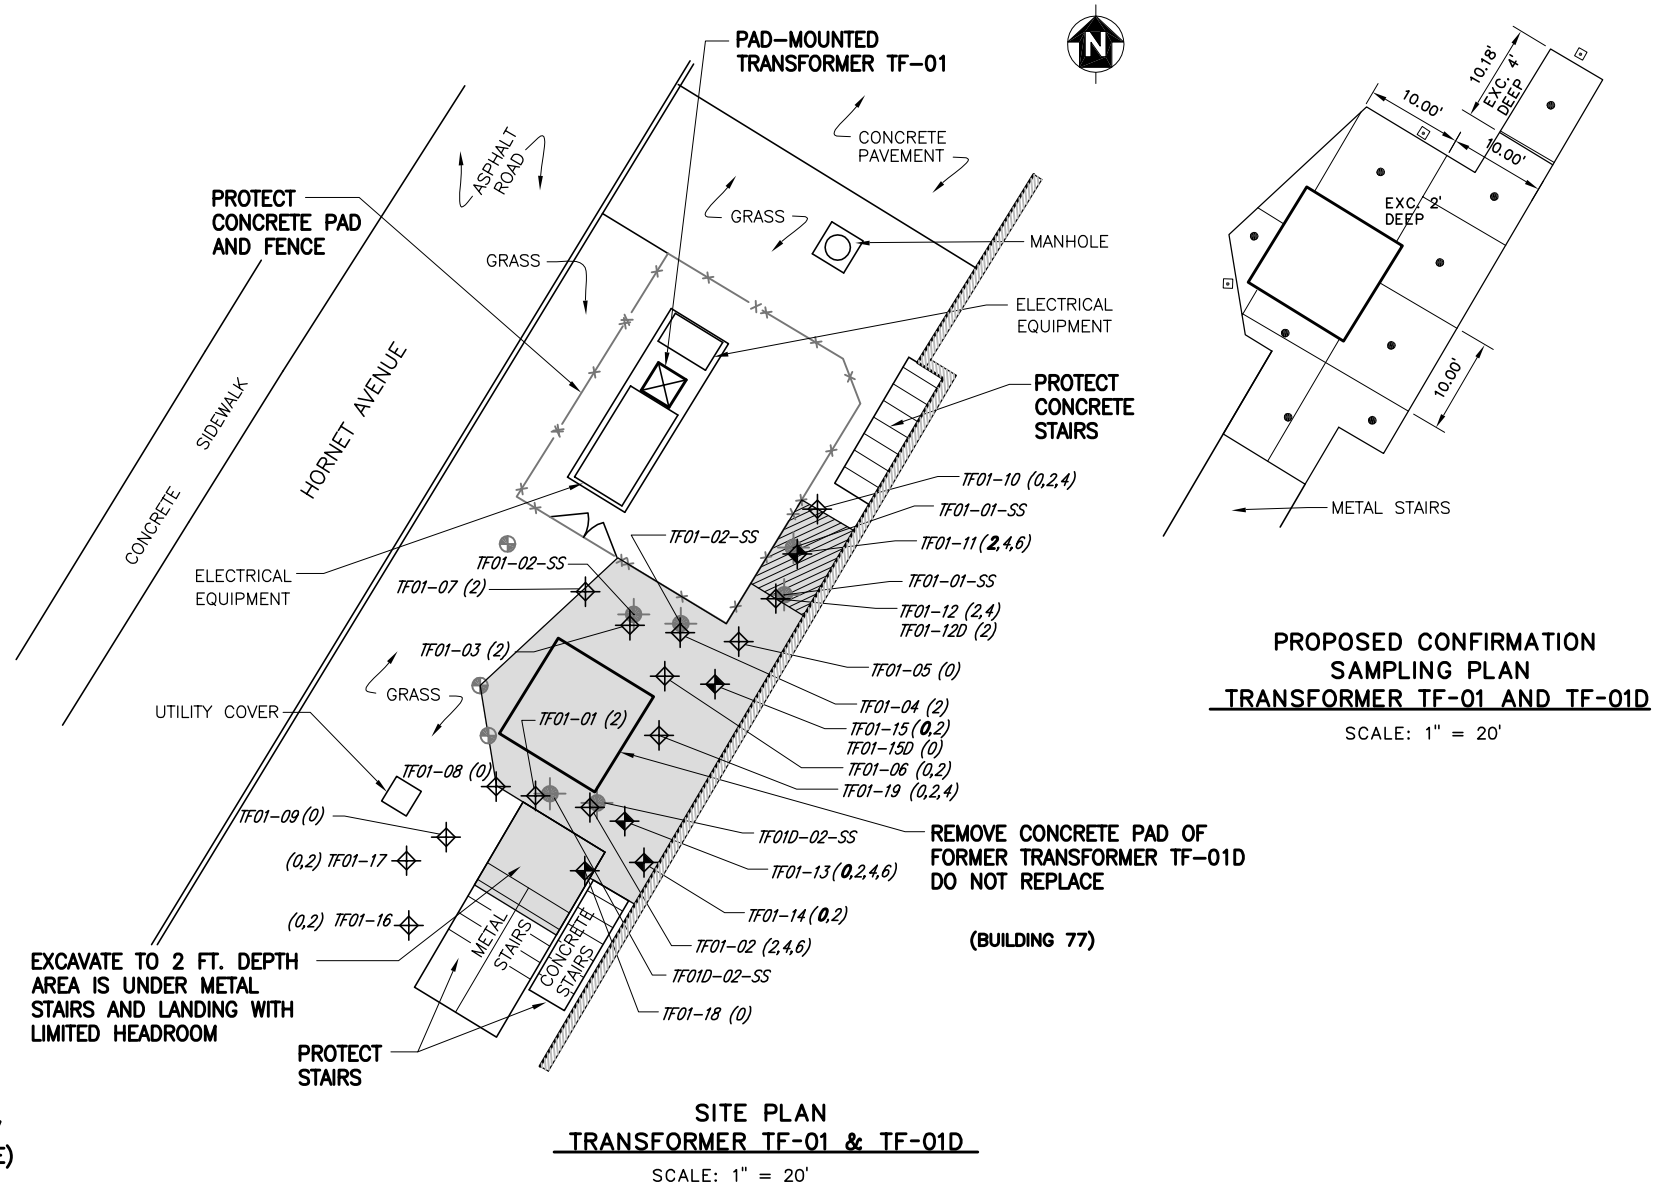 PAD-MOUNTED
TRANSFORMER TF-01
N
ASPHALT
ROAD
CONCRETE
PAVEMENT
PROTECT
CONCRETE PAD
AND FENCE
GRASS
GRASS
MANHOLE
ELECTRICAL
EQUIPMENT
PROTECT
CONCRETE
STAIRS
CONCRETE SIDEWALK
HORNET AVENUE
TF01-10 (0,2,4)
TF01-01-SS
TF01-02-SS
TF01-11(2,4,6)
TF01-02-SS
ELECTRICAL
EQUIPMENT
TF01-07 (2)
TF01-01-SS
TF01-12 (2,4)
TF01-12D (2)
TF01-03 (2)
TF01-05 (0)
GRASS
UTILITY COVER
TF01-01 (2)
TF01-04 (2)
TF01-15(0,2)
TF01-15D (0)
TF01-08 (0)
TF01-06 (0,2)
TF01-19 (0,2,4)
TF01-09(0)
TF01D-02-SS
REMOVE CONCRETE PAD OF
FORMER TRANSFORMER TF-01D
DO NOT REPLACE
(0,2) TF01-17
TF01-13(0,2,4,6)
(0,2) TF01-16
TF01-14(0,2)
METAL
STAIRS
CONCRETE
STAIRS
TF01-02 (2,4,6)
(BUILDING 77)
EXCAVATE TO 2 FT. DEPTH
AREA IS UNDER METAL
STAIRS AND LANDING WITH
LIMITED HEADROOM
TF01D-02-SS
TF01-18 (0)
PROTECT
STAIRS
E)
SITE PLAN
TRANSFORMER TF-01 & TF-01D
SCALE: 1" = 20'
10.18'
EXC. 4'
DEEP
10.00'
10.00'
EXC. 2'
DEEP
10.00'
METAL STAIRS
PROPOSED CONFIRMATION
SAMPLING PLAN
TRANSFORMER TF-01 AND TF-01D
SCALE: 1" = 20'